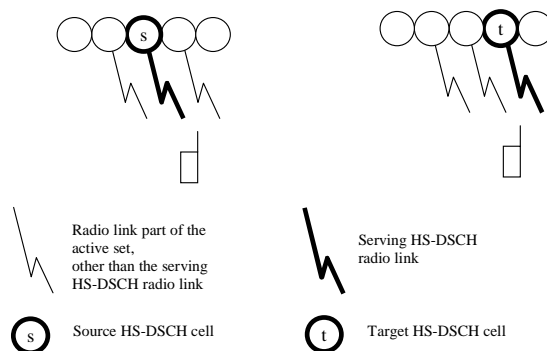 s
t
Radio link part of the
active set,
other than the serving
HS-DSCH radio link
Serving HS-DSCH
radio link
s
Source HS-DSCH cell
t
Target HS-DSCH cell